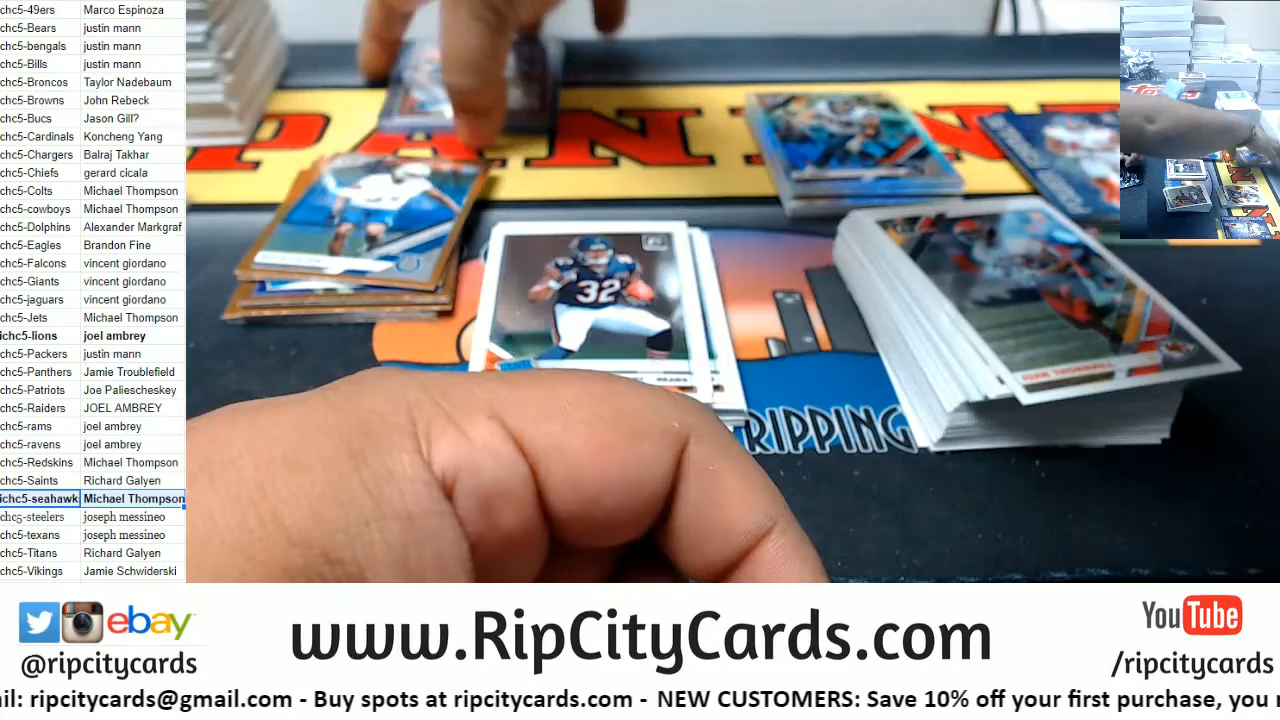 chc5-49ers Marco Espinoza
chc5-Bears justin mann
chc5-bengals justin mann
chc5-Bills justin mann
chc5-Broncos Taylor Nadebaum
chc5-Browns John Rebeck
chc5-Bucs Jason Gill?
chc5-Cardinals Koncheng Yang
chc5-Chargers Balraj Takhar
chc5-Chiefs gerard cicala
chc5-Colts Michael Thompson
chc5-cowboys Michael Thompson
chc5-Dolphins Alexander Markgraf
chc5-Eagles Brandon Fine
chc5-Falcons vincent giordano
chc5-Giants vincent giordano
chc5-jaguars vincent giordano
chc5-Jets Michael Thompson
ichc5-lions joel ambrey
chc5-Packers justin mann
chc5-Panthers Jamie Troublefield
chc5-Patriots Joe Paliescheskey
chc5-Raiders JOEL AMBREY
chc5-rams joel ambrey
chc5-ravens joel ambrey
chc5-Redskins Michael Thompson
chc5-Saints Richard Galyen
ichc5-seahawk Michael Thompson
chc5-steelers joseph messineo
chc5-texans joseph messineo
chc5-Titans Richard Galyen
chc5-Vikings Jamie Schwiderski
PANINI
32
BEARS
RIPPING
ebay
@ripcitycards
www.RipCityCards.com
YouTube
/ripcitycards
il: ripcitycards@gmail.com - Buy spots at ripcitycards.com - NEW CUSTOMERS: Save 10% off your first purchase, you